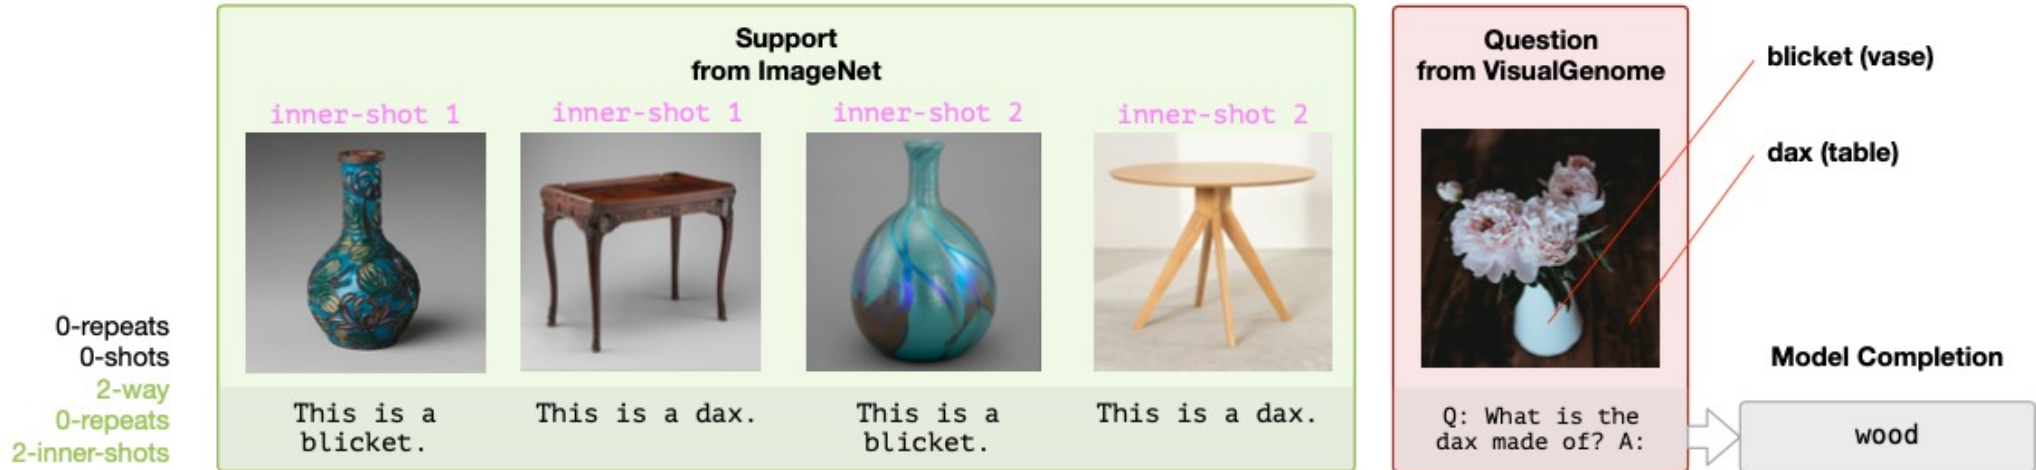 Support
from ImageNet
inner-shot 1
inner-shot 1
inner-shot 2
inner-shot 2
This is a
blicket.
This is a dax.
This is a
blicket.
This is a dax.
0-repeats
0-shots
2-way
0-repeats
2-inner-shots
Question
from VisualGenome
Q: What is the
dax made of? A:
blicket (vase)
dax (table)
Model Completion
wood